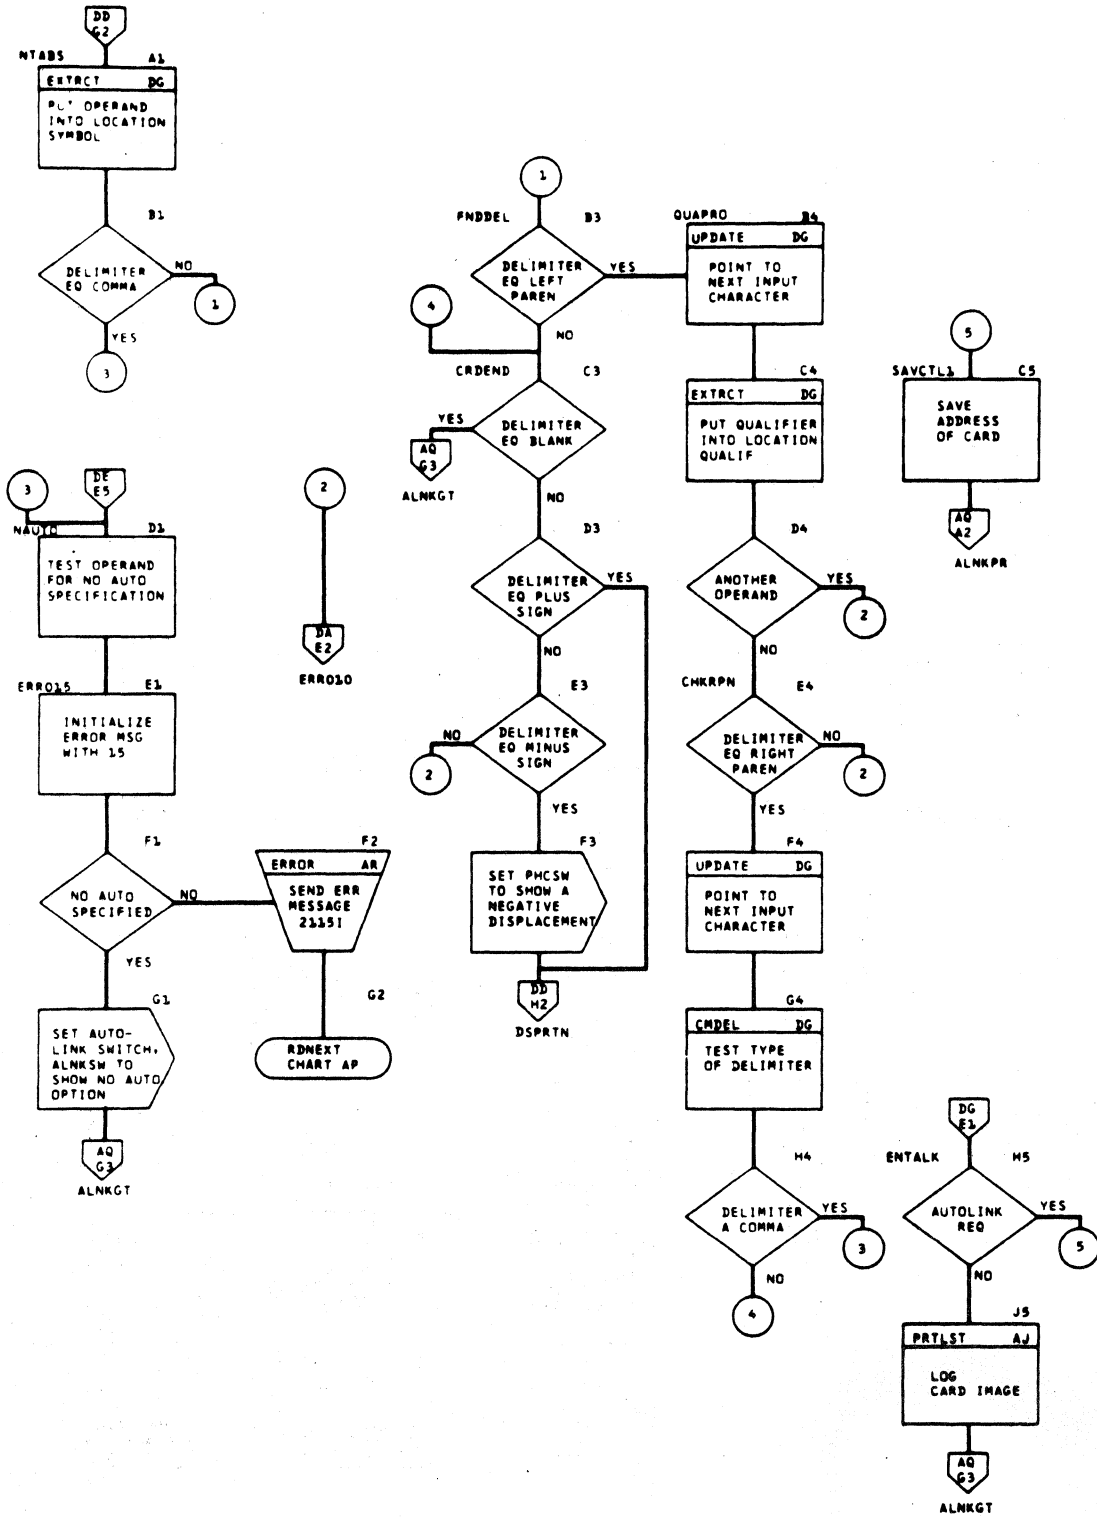 DD
G2
NTABS A1
EXTRCT DG
PUT OPERAND
INTO LOCATION
SYMBOL
B1
DELIMITER
EQ COMMA
NO
1
YES
3
3
DE
E5
NAUTO D1
TEST OPERAND
FOR NO AUTO
SPECIFICATION
ERR015 E1
INITIALIZE
ERROR MSG
WITH 15
F1
NO AUTO
SPECIFIED
NO
YES
G1
SET AUTO-
LINK SWITCH,
ALNKSW TO
SHOW NO AUTO
OPTION
AQ
G3
ALNKGT
2
DA
E2
ERR010
F2
ERROR AR
SEND ERR
MESSAGE
2115I
G2
RDNEXT
CHART AP
1
FNDDEL B3
DELIMITER
EQ LEFT
PAREN
YES
NO
4
CRDEND C3
DELIMITER
EQ BLANK
YES
AQ
G3
ALNKGT
NO
D3
DELIMITER
EQ PLUS
SIGN
YES
NO
E3
DELIMITER
EQ MINUS
SIGN
NO
2
YES
F3
SET PHCSW
TO SHOW A
NEGATIVE
DISPLACEMENT
DD
H2
DSPRTN
QUAPRO B4
UPDATE DG
POINT TO
NEXT INPUT
CHARACTER
C4
EXTRCT DG
PUT QUALIFIER
INTO LOCATION
QUALIF
D4
ANOTHER
OPERAND
YES
2
NO
CHKRPN E4
DELIMITER
EQ RIGHT
PAREN
NO
2
YES
F4
UPDATE DG
POINT TO
NEXT INPUT
CHARACTER
G4
CMDEL DG
TEST TYPE
OF DELIMITER
H4
DELIMITER
A COMMA
YES
3
NO
4
5
SAVCTL1 C5
SAVE
ADDRESS
OF CARD
AQ
A2
ALNKPR
DG
E1
ENTALK H5
AUTOLINK
REQ
YES
5
NO
J5
PRTLST AJ
LOG
CARD IMAGE
AQ
G3
ALNKGT